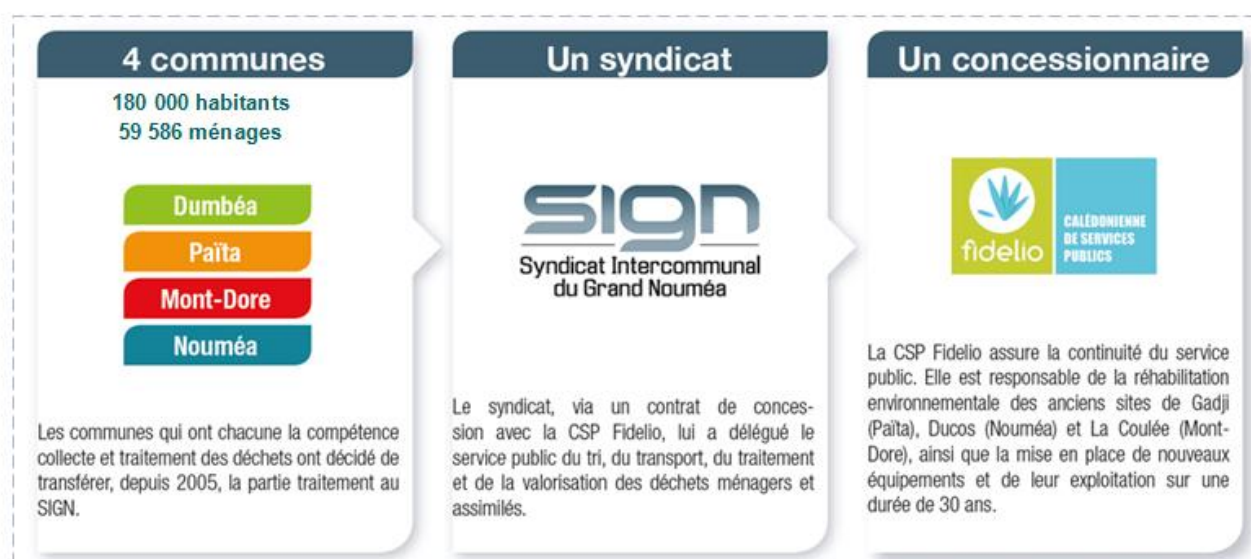 4 communes
180 000 habitants
59 586 ménages
Dumbéa
Païta
Mont-Dore
Nouméa
Les communes qui ont chacune la compétence
collecte et traitement des déchets ont décidé de
transférer, depuis 2005, la partie traitement au
SIGN.
Un syndicat
sign
Syndicat Intercommunal
du Grand Nouméa
Le syndicat, via un contrat de conces-
sion avec la CSP Fidelio, lui a délégué le
service public du tri, du transport, du traitement
et de la valorisation des déchets ménagers et
assimilés.
Un concessionnaire
fidelio
CALÉDONIENNE
DE SERVICES
PUBLICS
La CSP Fidelio assure la continuité du service
public. Elle est responsable de la réhabilitation
environnementale des anciens sites de Gadji
(Païta), Ducos (Nouméa) et La Coulée (Mont-
Dore), ainsi que la mise en place de nouveaux
équipements et de leur exploitation sur une
durée de 30 ans.